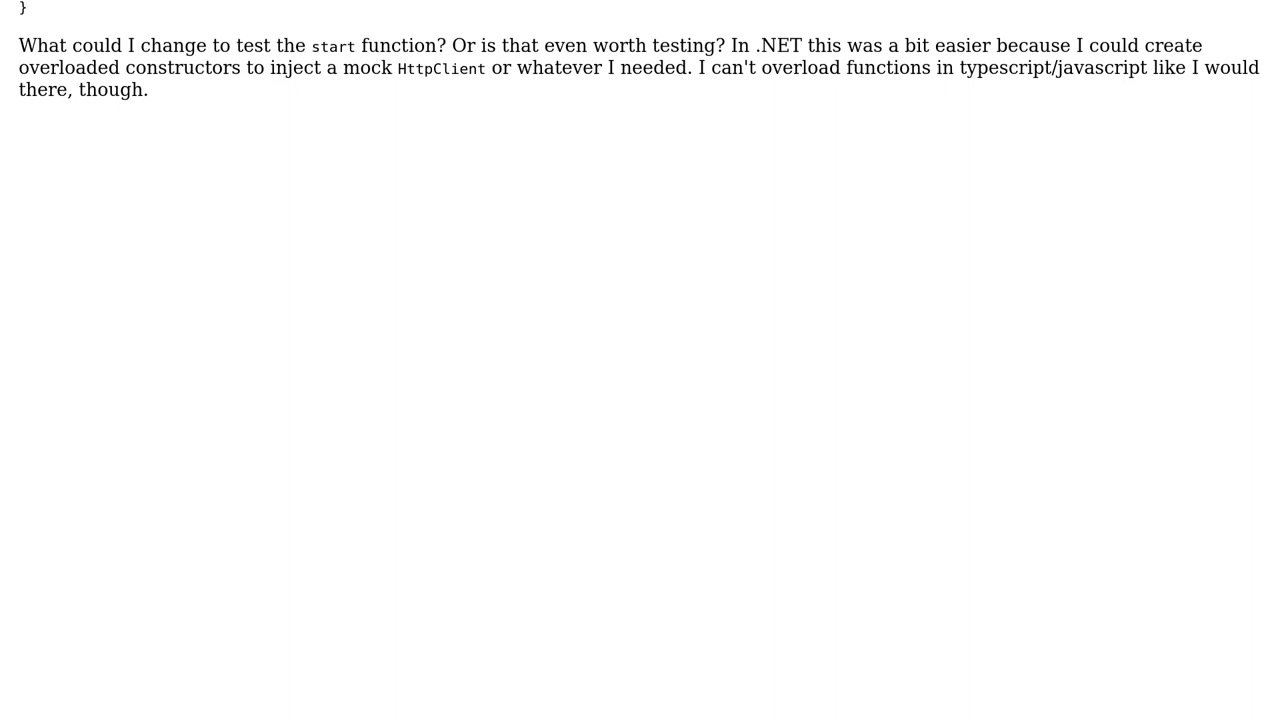 }
What could I change to test the start function? Or is that even worth testing? In .NET this was a bit easier because I could create
overloaded constructors to inject a mock HttpClient or whatever I needed. I can't overload functions in typescript/javascript like I would
there, though.